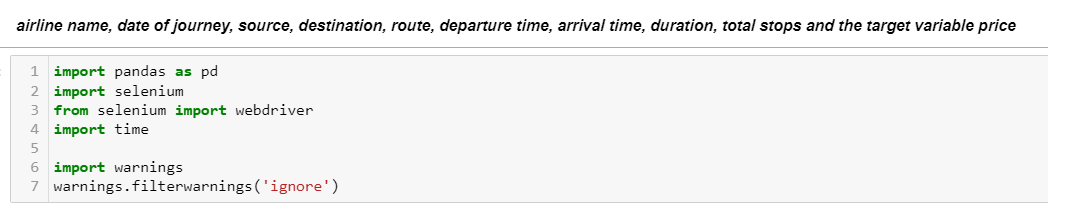 airline name, date of journey, source, destination, route, departure time, arrival time, duration, total stops and the target variable price
1 import pandas as pd
2 import selenium
3 from selenium import webdriver
4 import time
5
6 import warnings
7 warnings.filterwarnings('ignore')